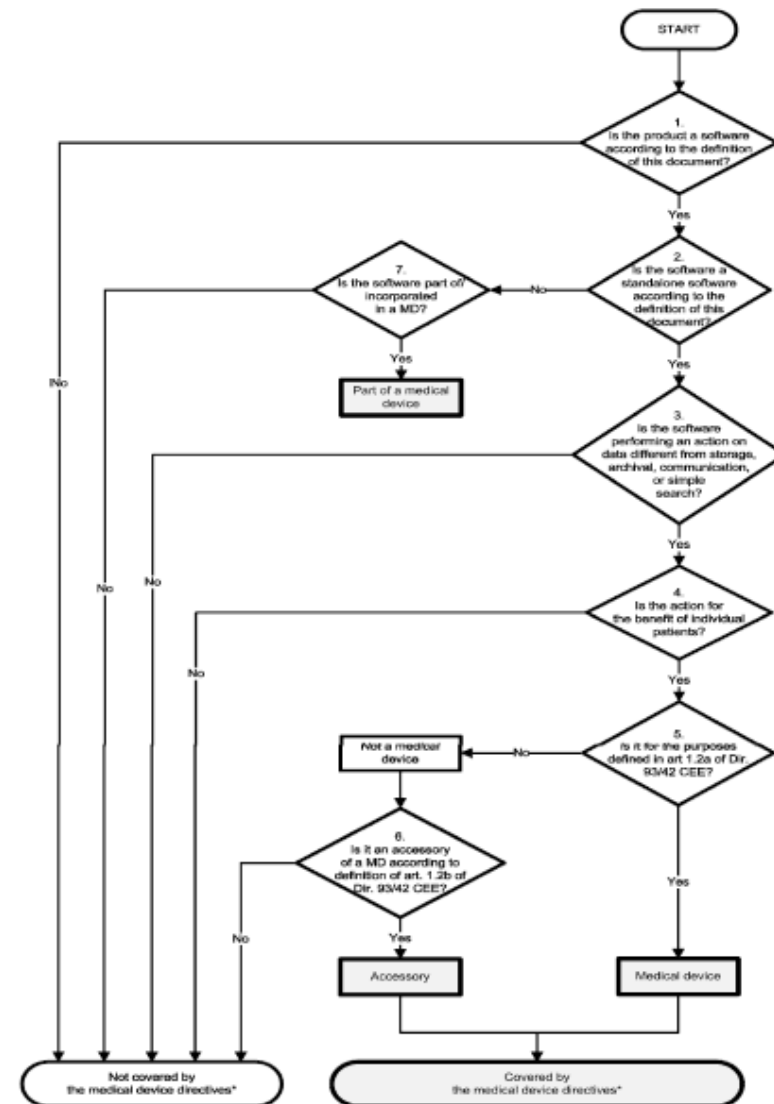 START
1.
Is the product a software
according to the definition
of this document?
Yes
2.
Is the software a
standalone software
according to the
definition of this
document?
No
7.
Is the software part of/
incorporated
in a MD?
Yes
Part of a medical
device
Yes
3.
Is the software
performing an action on
data different from storage,
archival, communication,
or simple
search?
No
No
No
Yes
4.
Is the action for
the benefit of individual
patients?
No
Yes
5.
Is it for the purposes
defined in art 1.2a of Dir.
93/42 CEE?
No
Not a medical
device
6.
Is it an accessory
of a MD according to
definition of art. 1.2b of
Dir. 93/42 CEE?
No
Yes
Yes
Accessory
Medical device
Not covered by
the medical device directives*
Covered by
the medical device directives*